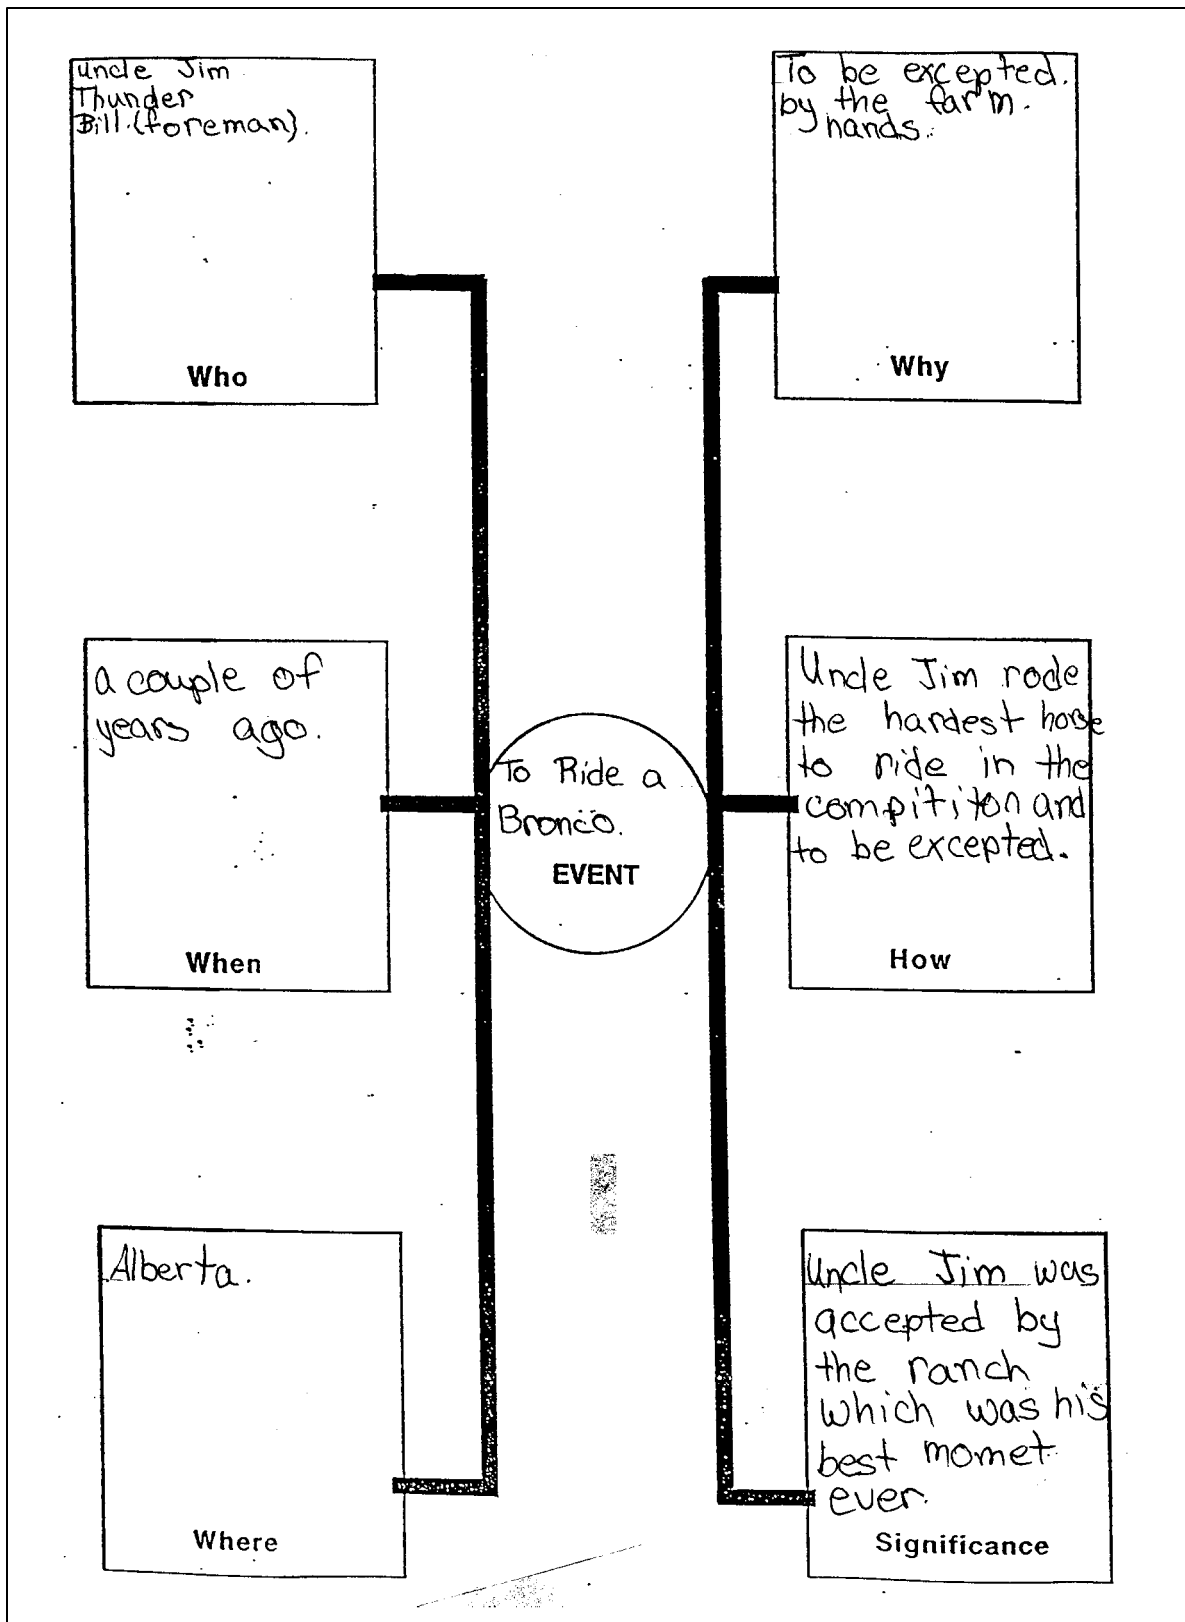 Uncle Jim
Thunder
Bill.(foreman).
Who
a couple of
years ago.
When
Alberta.
Where
To Ride a
Bronco.
EVENT
To be excepted.
by the farm.
hands.
Why
Uncle Jim rode
the hardest horse
to ride in the
compititon and
to be excepted.
How
Uncle Jim was
accepted by
the ranch
which was his
best momet
ever.
Significance